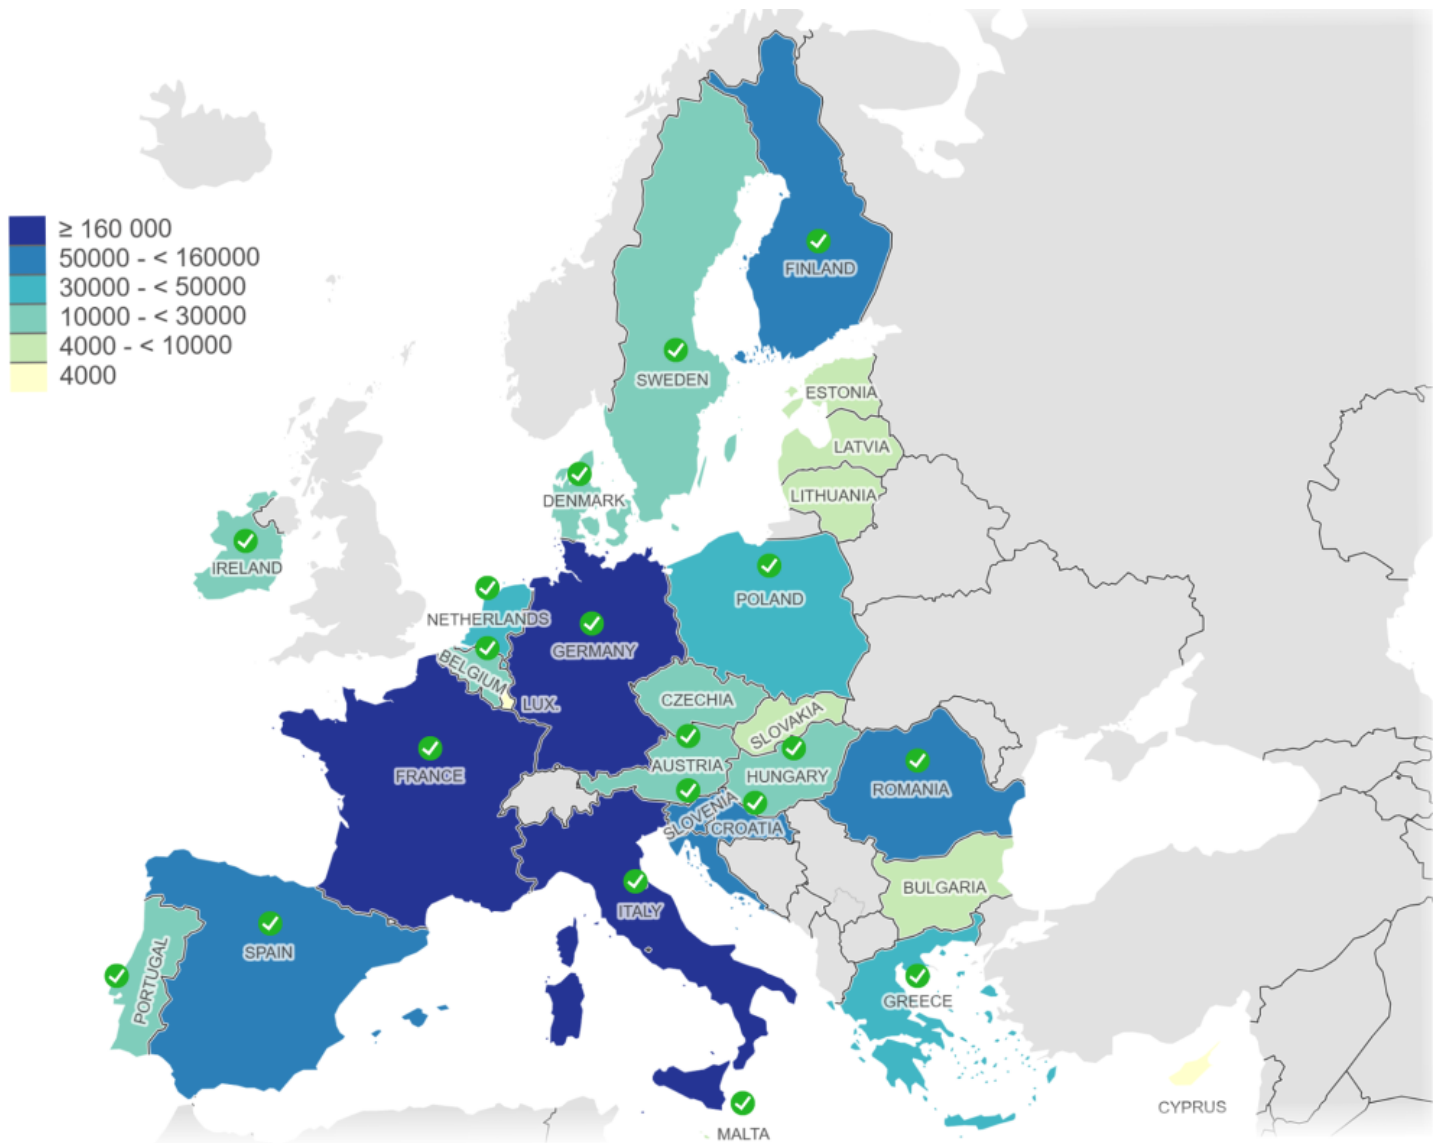 ≥ 160 000
50000 - < 160000
30000 - < 50000
10000 - < 30000
4000 - < 10000
4000
FINLAND
SWEDEN
ESTONIA
LATVIA
LITHUANIA
DENMARK
IRELAND
NETHERLANDS
POLAND
GERMANY
BELGIUM
LUX.
CZECHIA
SLOVAKIA
FRANCE
AUSTRIA
HUNGARY
ROMANIA
SLOVENIA
CROATIA
BULGARIA
ITALY
SPAIN
PORTUGAL
GREECE
CYPRUS
MALTA